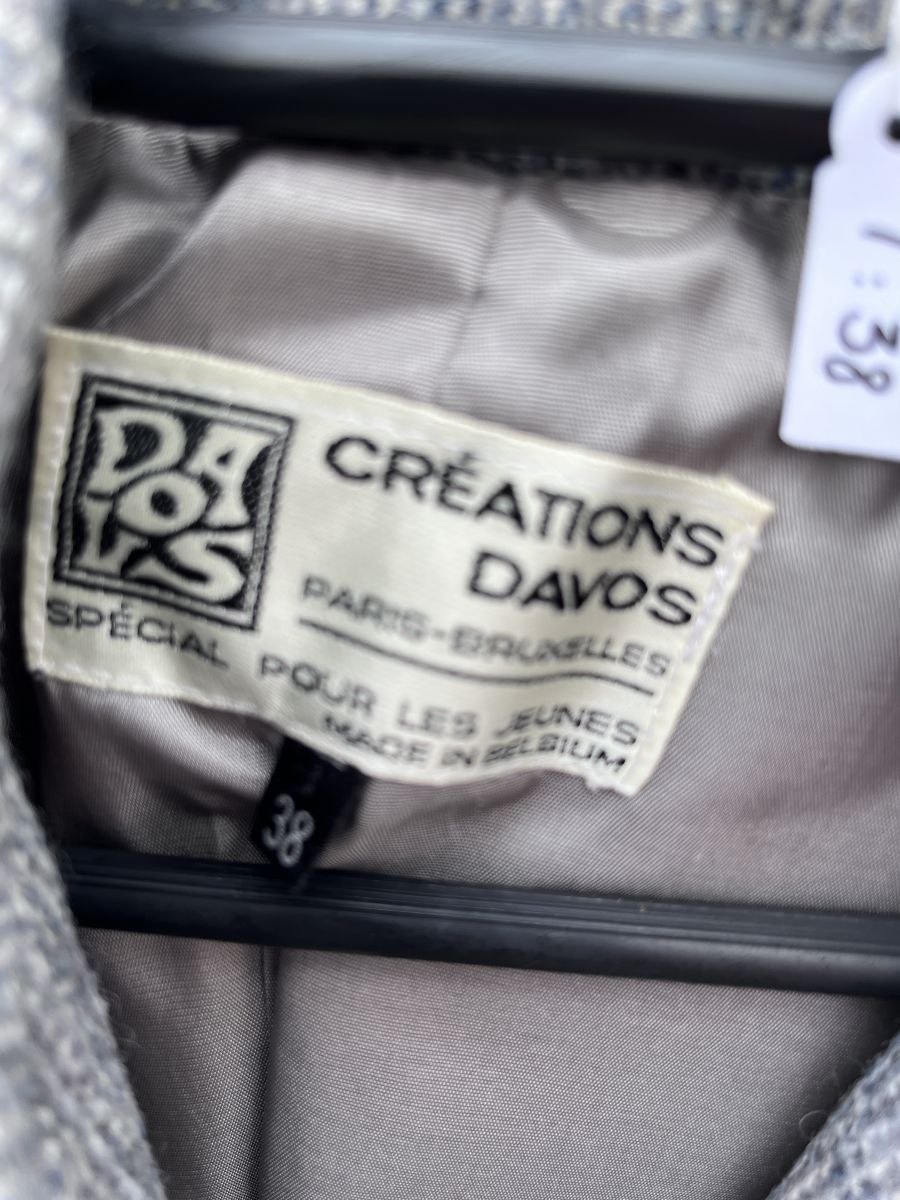 DAVOS
CRÉATIONS
DAVOS
PARIS-BRUXELLES
SPÉCIAL POUR LES JEUNES
MADE IN BELGIUM
38
: 38